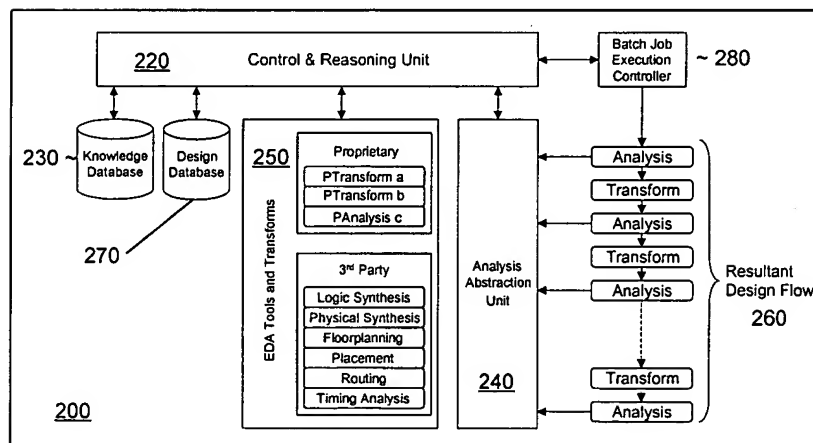 220
Control & Reasoning Unit
Batch Job
Execution
Controller
~ 280
230 ~
Knowledge
Database
Design
Database
270
250
EDA Tools and Transforms
Proprietary
PTransform a
PTransform b
PAnalysis c
3rd Party
Logic Synthesis
Physical Synthesis
Floorplanning
Placement
Routing
Timing Analysis
Analysis
Abstraction
Unit
240
Analysis
Transform
Analysis
Transform
Analysis
Transform
Analysis
Resultant
Design Flow
260
200